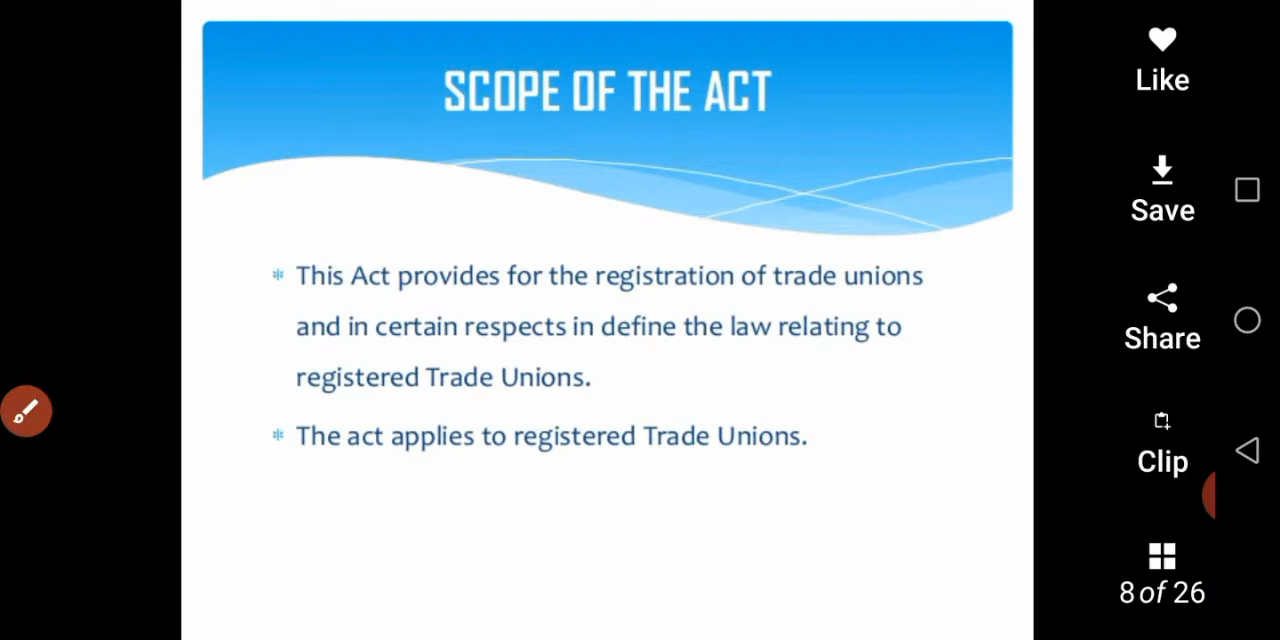 SCOPE OF THE ACT
* This Act provides for the registration of trade unions
and in certain respects in define the law relating to
registered Trade Unions.
* The act applies to registered Trade Unions.
Like
Save
Share
Clip
8 of 26